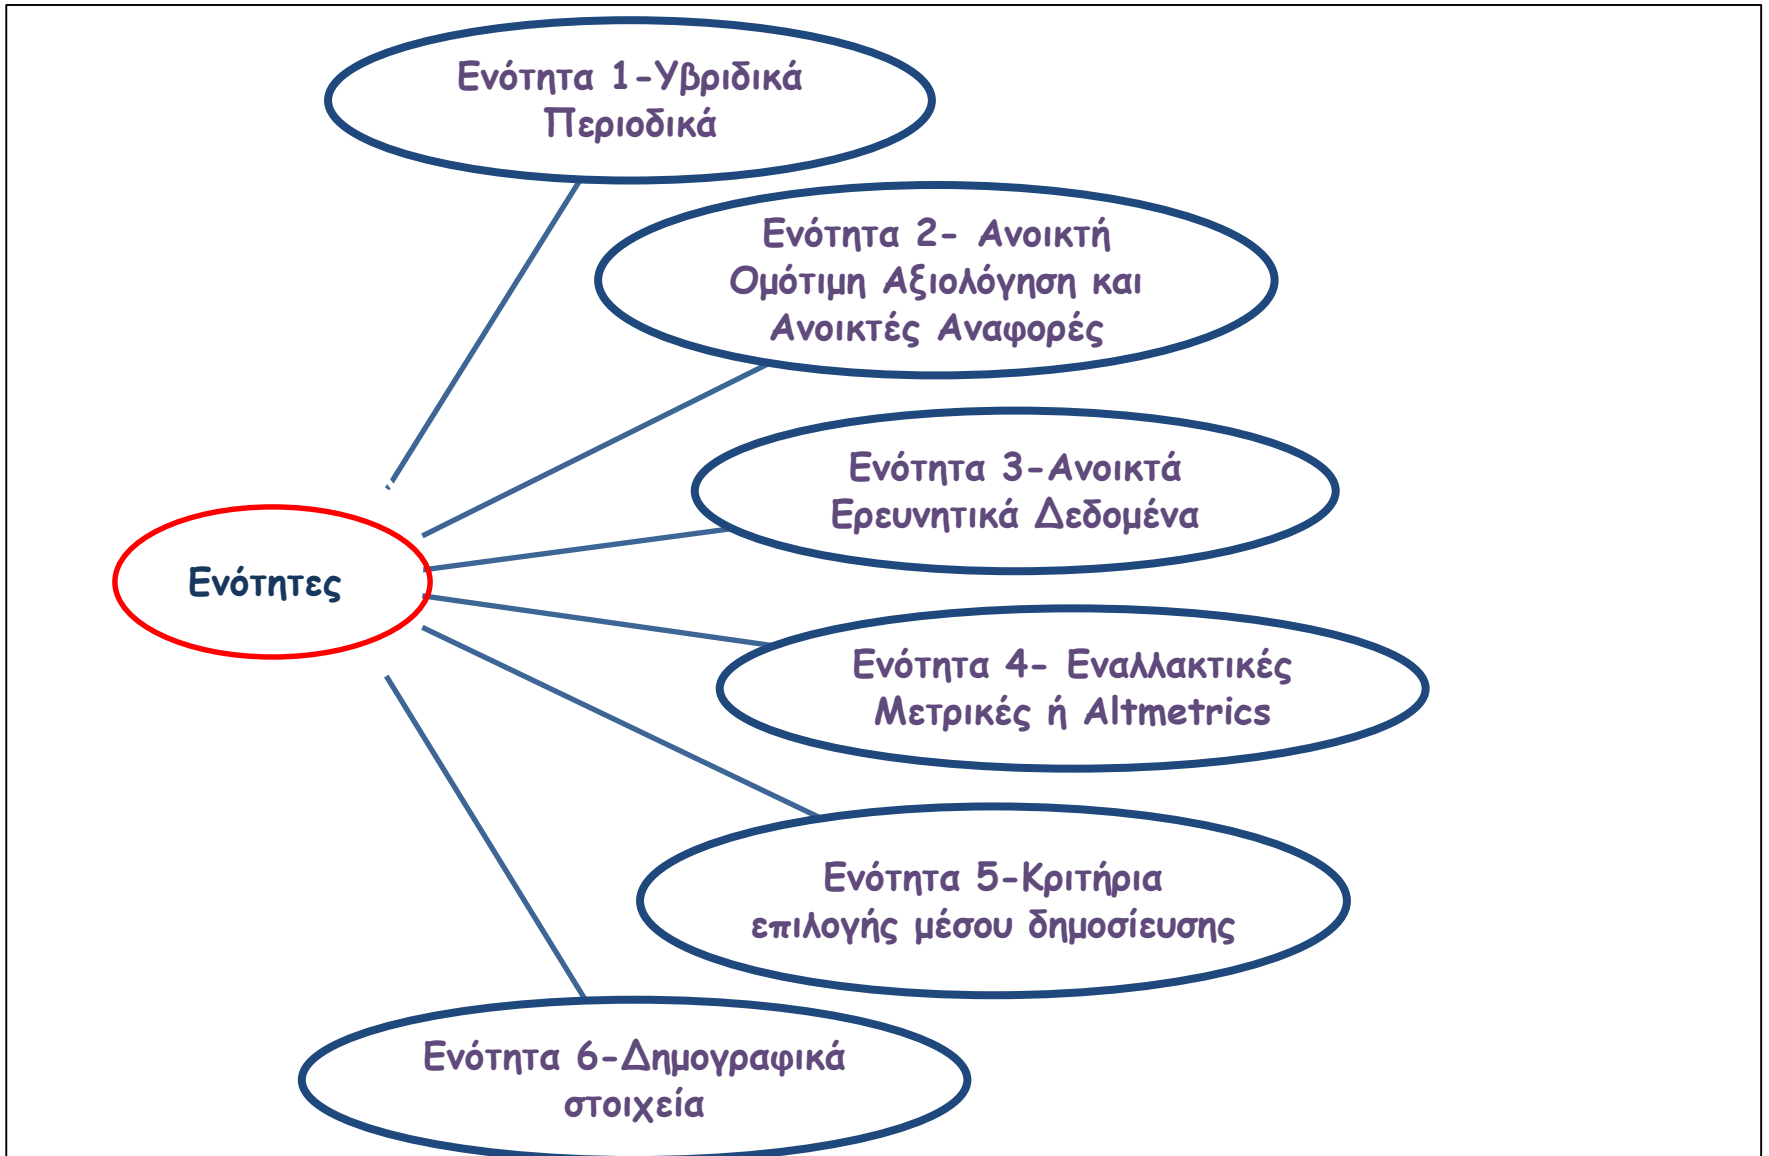 Ενότητα 1-Υβριδικά
Περιοδικά
Ενότητα 2- Ανοικτή
Ομότιμη Αξιολόγηση και
Ανοικτές Αναφορές
Ενότητα 3-Ανοικτά
Ερευνητικά Δεδομένα
Ενότητες
Ενότητα 4- Εναλλακτικές
Μετρικές ή Altmetrics
Ενότητα 5-Κριτήρια
επιλογής μέσου δημοσίευσης
Ενότητα 6-Δημογραφικά
στοιχεία